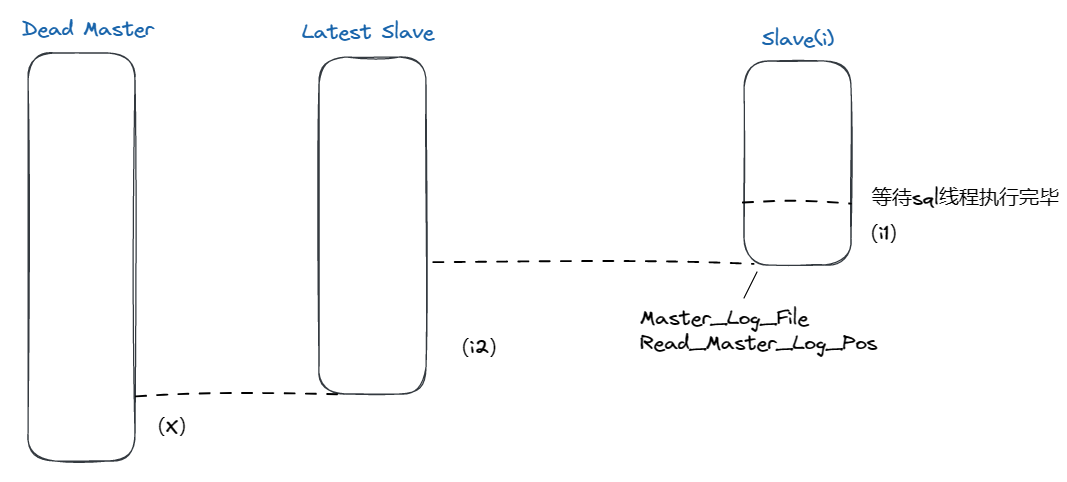 Dead Master
Latest Slave
Slave(i)
等待sql线程执行完毕
(i1)
Master_Log_File
Read_Master_Log_Pos
(i2)
(X)